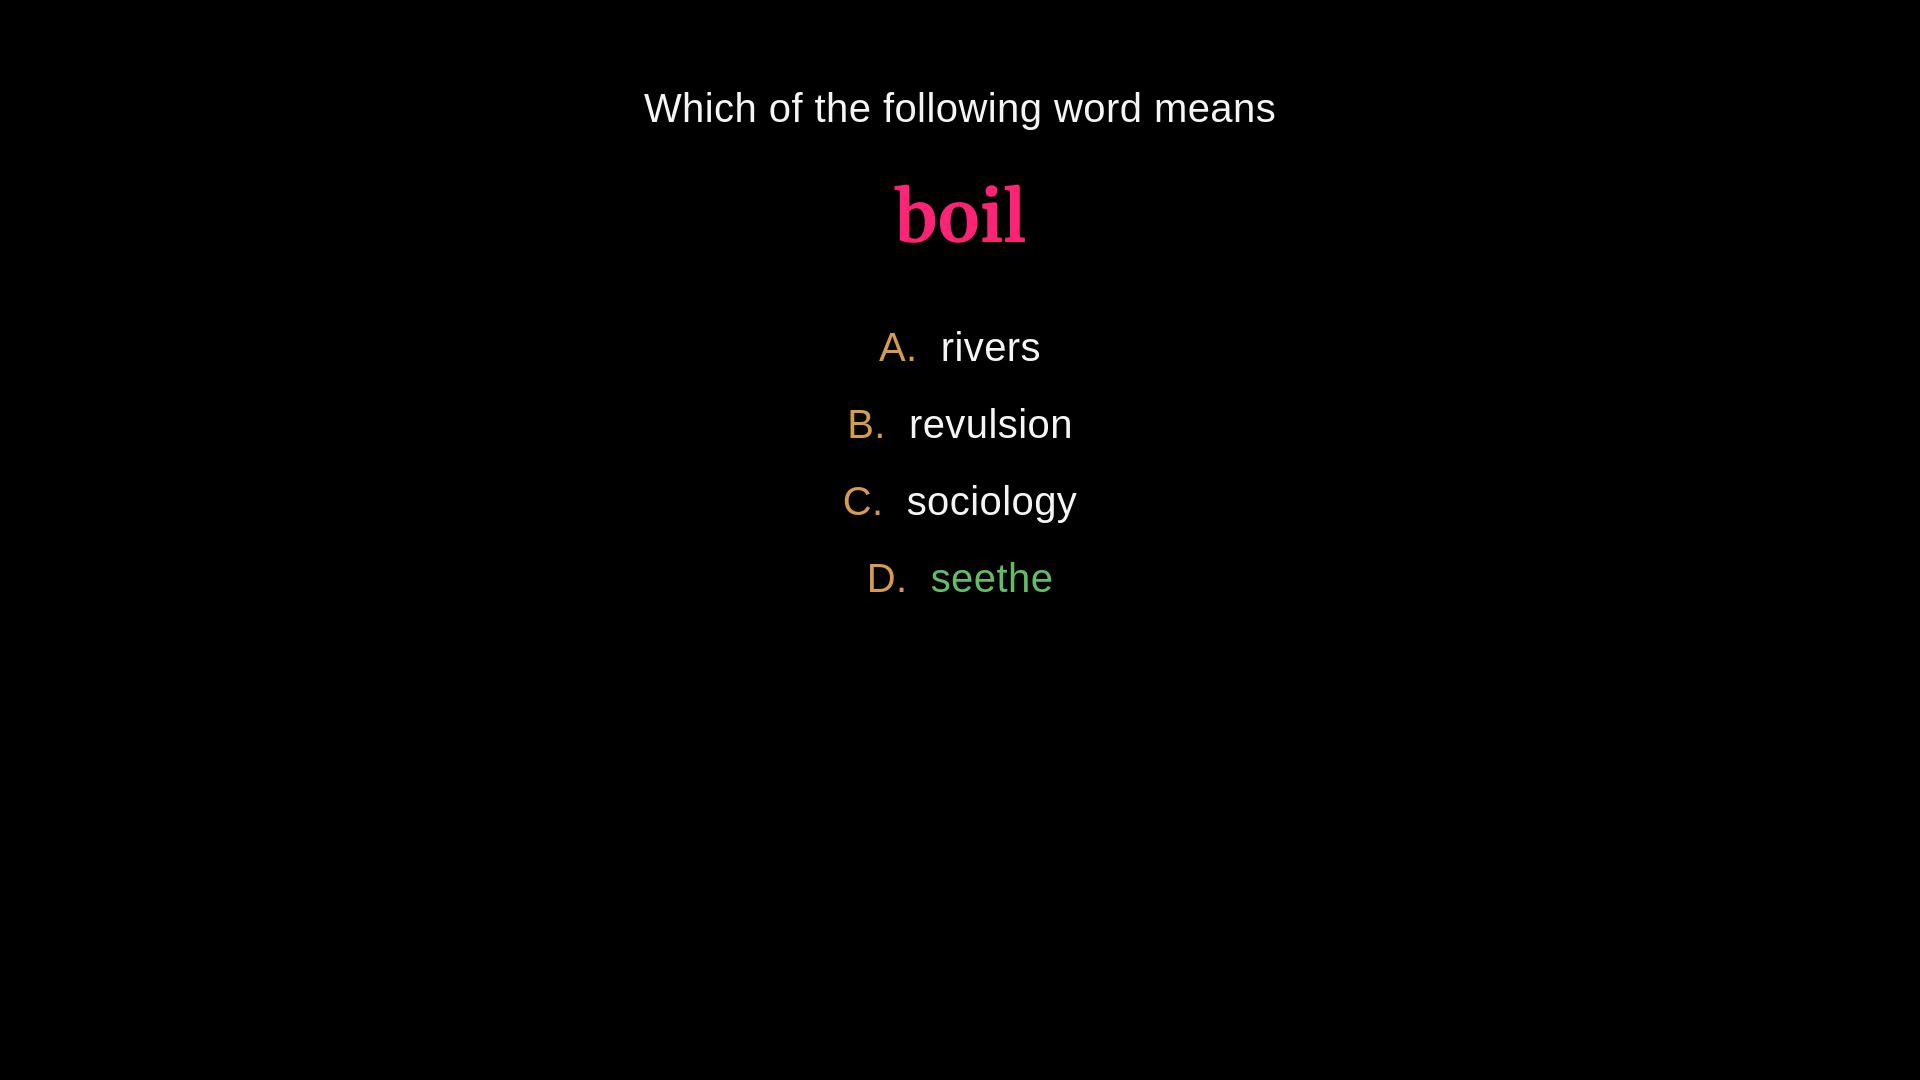 Which of the following word means
boil
A. rivers
B. revulsion
C. sociology
D. seethe